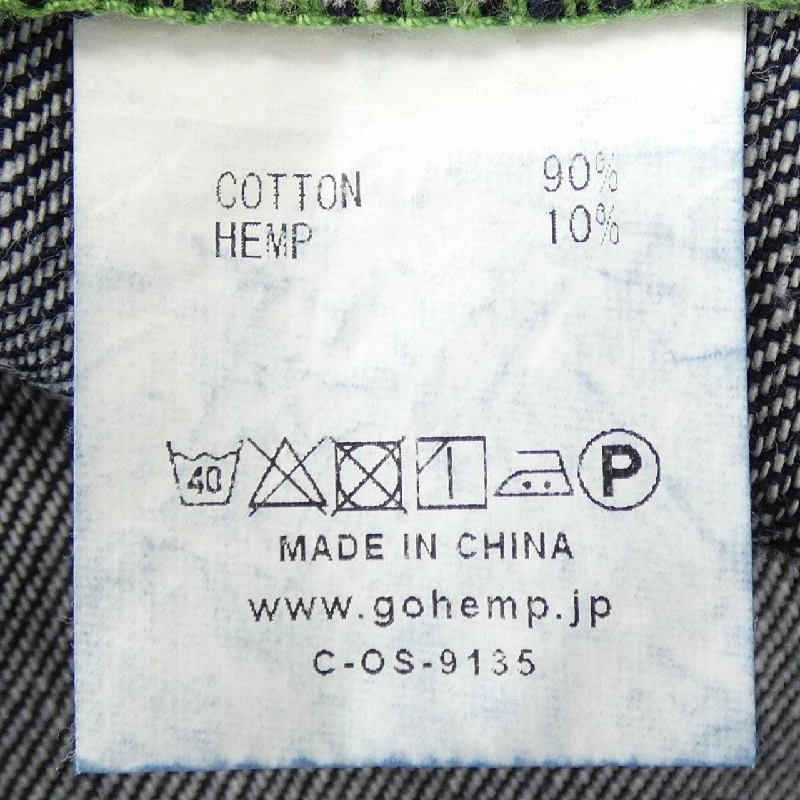 COTTON 90%
HEMP 10%
40 P
MADE IN CHINA
www.gohemp.jp
C-OS-9135